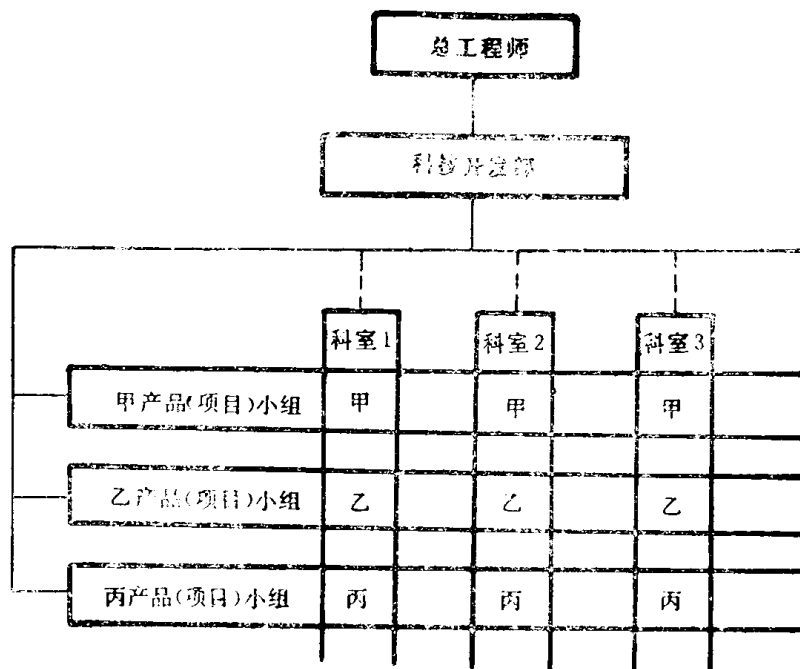 总工程师
科技开发部
科室1 科室2 科室3
甲产品(项目)小组 甲 甲 甲
乙产品(项目)小组 乙 乙 乙
丙产品(项目)小组 丙 丙 丙